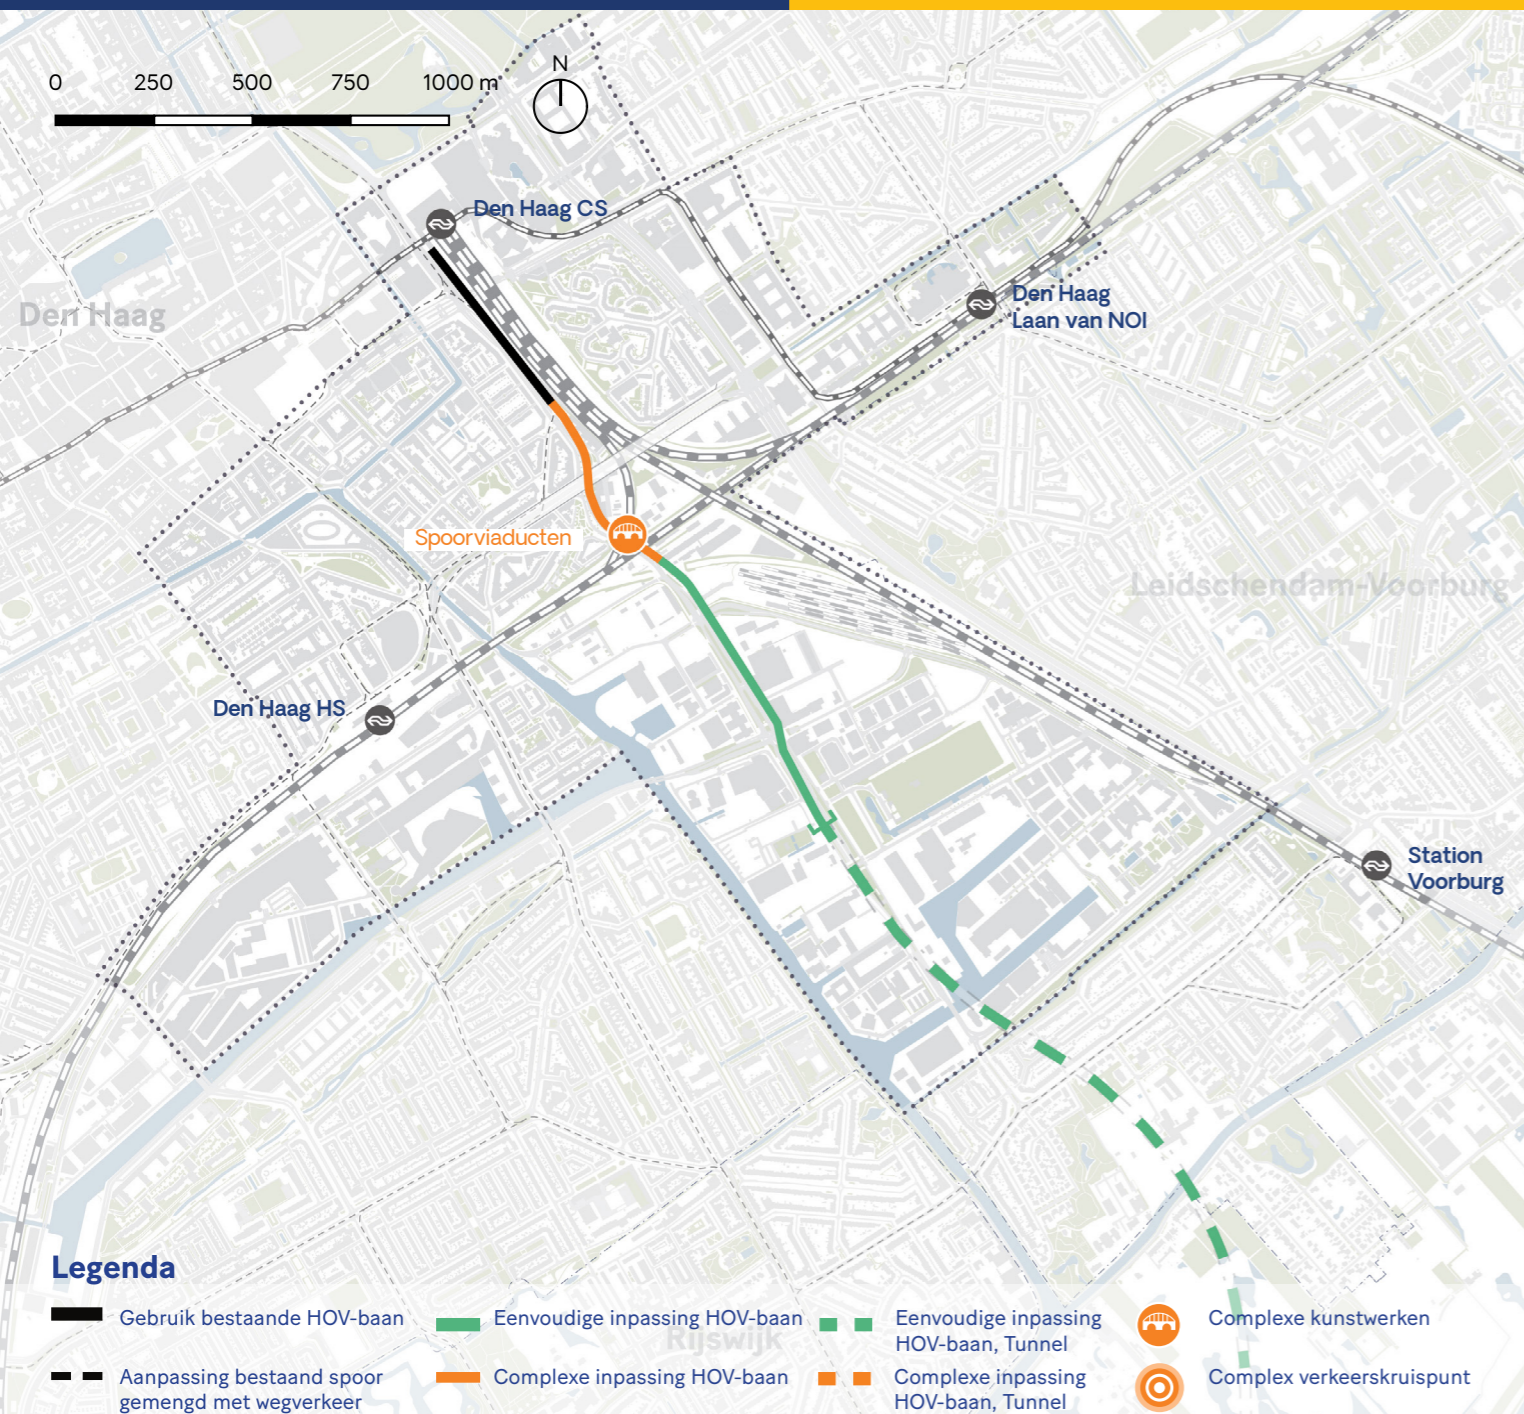 0 250 500 750 1000 m
N
Den Haag CS
Den Haag
Den Haag
Laan van NOI
Spoorviaducten
Leidschendam-Voorburg
Den Haag HS
Station
Voorburg
Rijswijk
Legenda
Gebruik bestaande HOV-baan
Aanpassing bestaand spoor
gemengd met wegverkeer
Eenvoudige inpassing HOV-baan
Complexe inpassing HOV-baan
Eenvoudige inpassing
HOV-baan, Tunnel
Complexe inpassing
HOV-baan, Tunnel
Complexe kunstwerken
Complex verkeerskruispunt